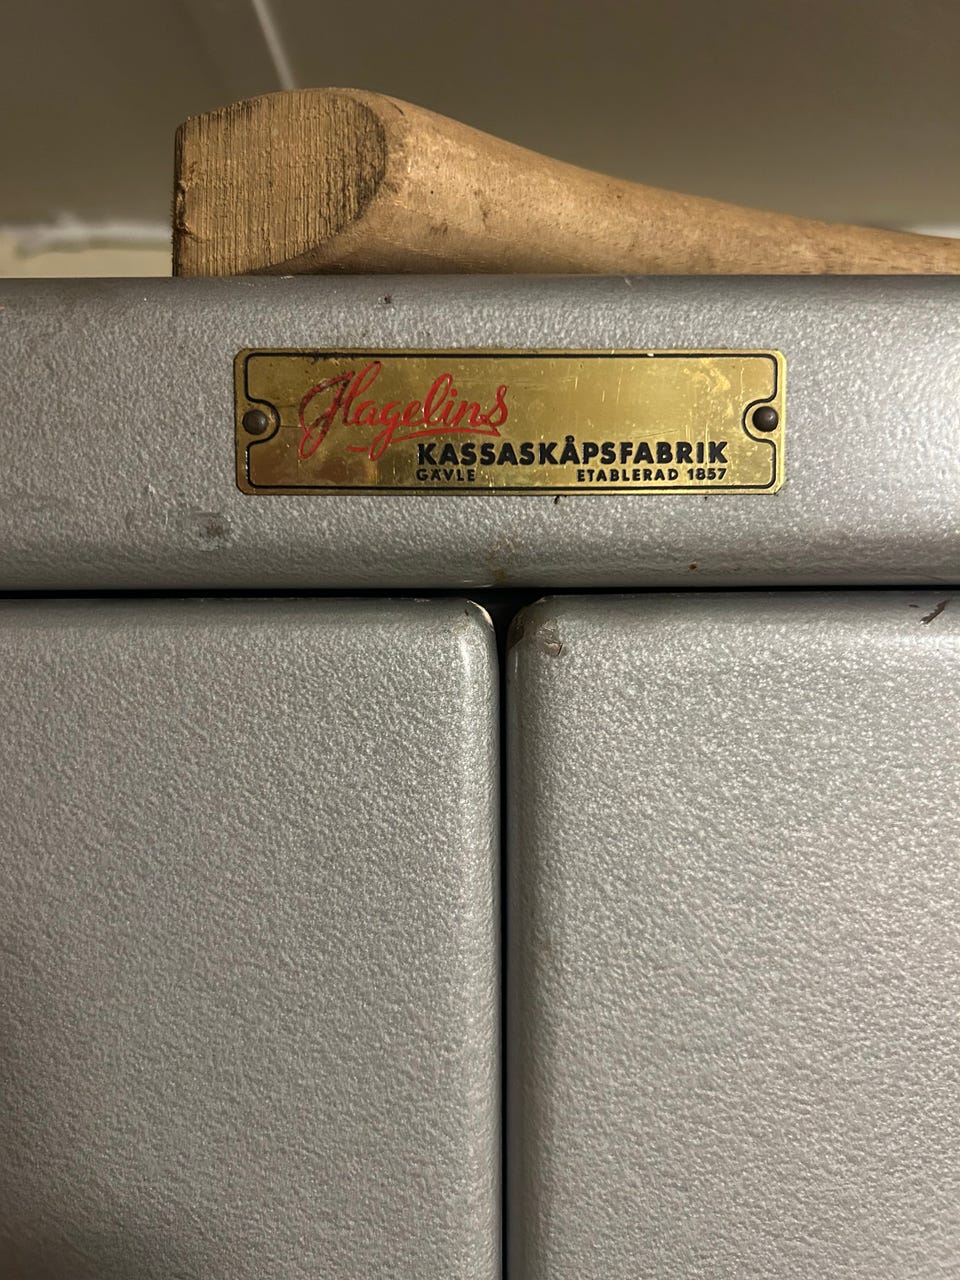 Hagelins
KASSASKÅPSFABRIK
GÄVLE ETABLERAD 1857